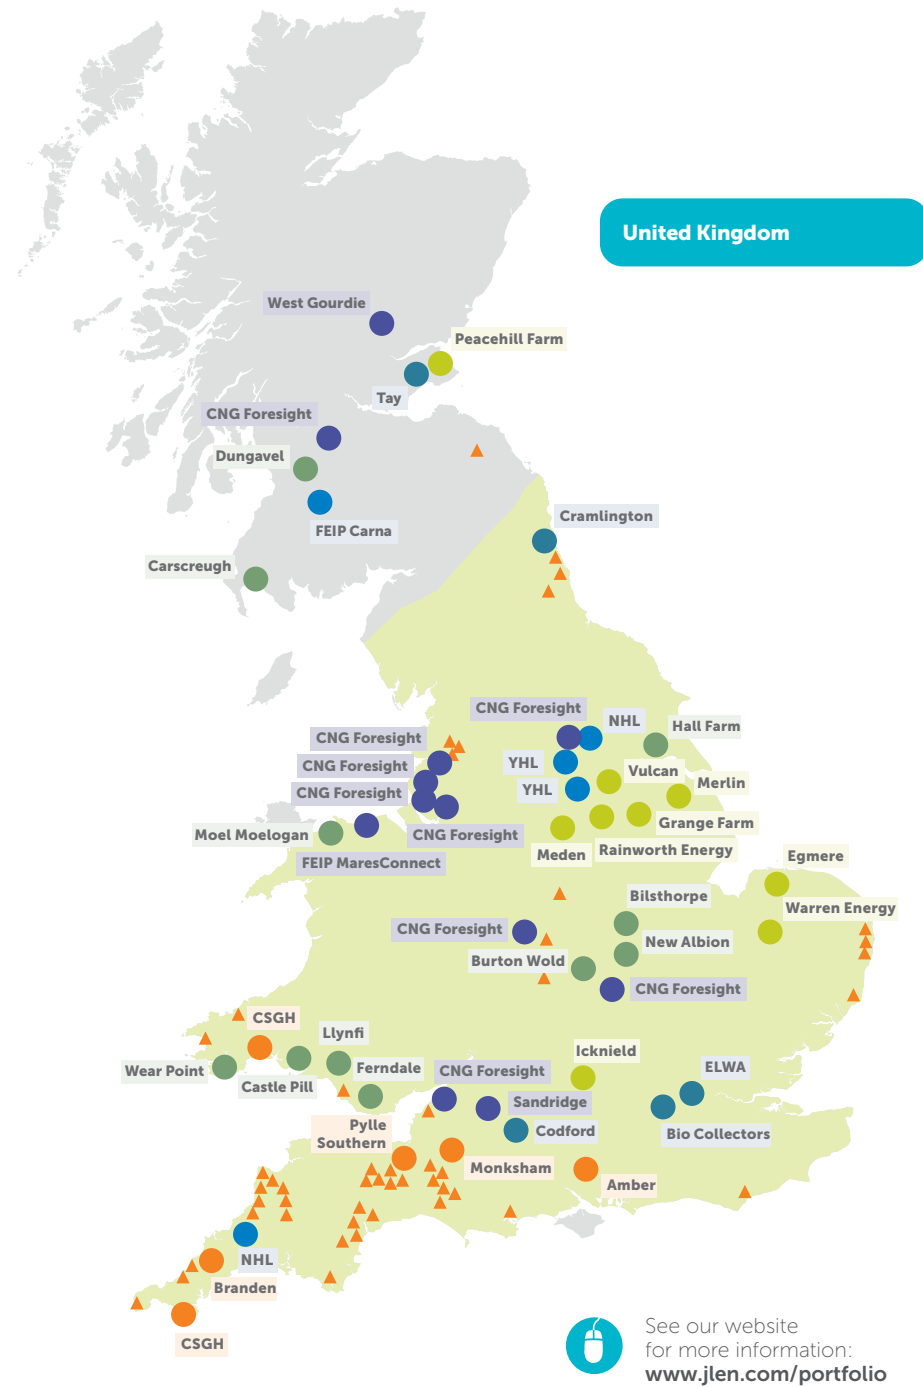 United Kingdom
West Gourdie
Peacehill Farm
Tay
CNG Foresight
Dungavel
Cramlington
FEIP Carna
Carscreugh
CNG Foresight
NHL
Hall Farm
CNG Foresight
CNG Foresight
YHL
Vulcan
Merlin
CNG Foresight
YHL
Grange Farm
Moel Moelogan
CNG Foresight
Meden
Rainworth Energy
FEIP MaresConnect
Egmere
Bilsthorpe
Warren Energy
CNG Foresight
New Albion
Burton Wold
CNG Foresight
CSGH
Llynfi
Icknield
Wear Point
Ferndale
CNG Foresight
ELWA
Castle Pill
Sandridge
Pylle
Southern
Codford
Bio Collectors
Monksham
Amber
NHL
Branden
CSGH
See our website
for more information:
www.jlen.com/portfolio